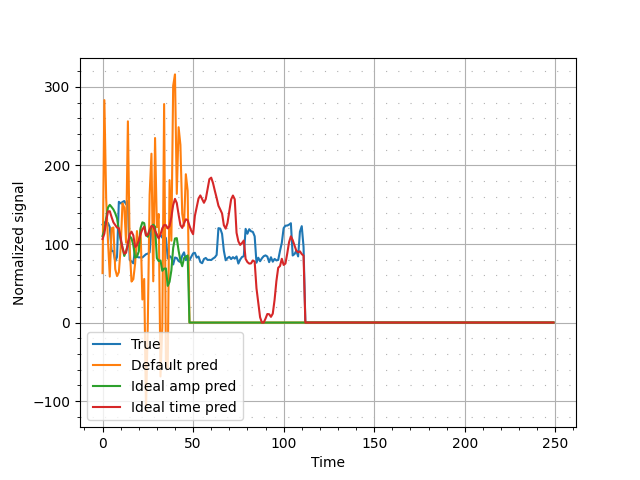 300
200
100
0
−100
Normalized signal
True
Default pred
Ideal amp pred
Ideal time pred
0
50
100
150
200
250
Time